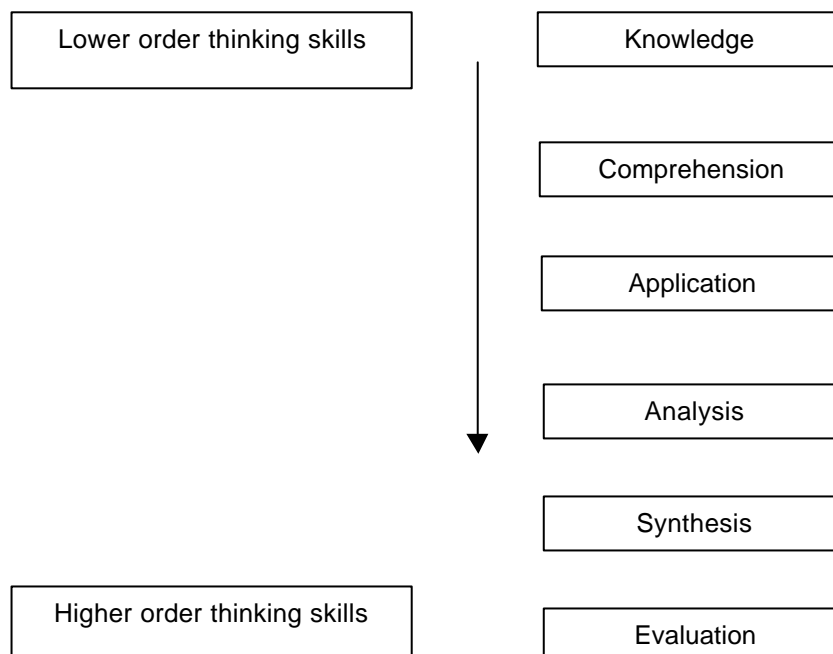 Lower order thinking skills
Knowledge
Comprehension
Application
Analysis
Synthesis
Higher order thinking skills
Evaluation